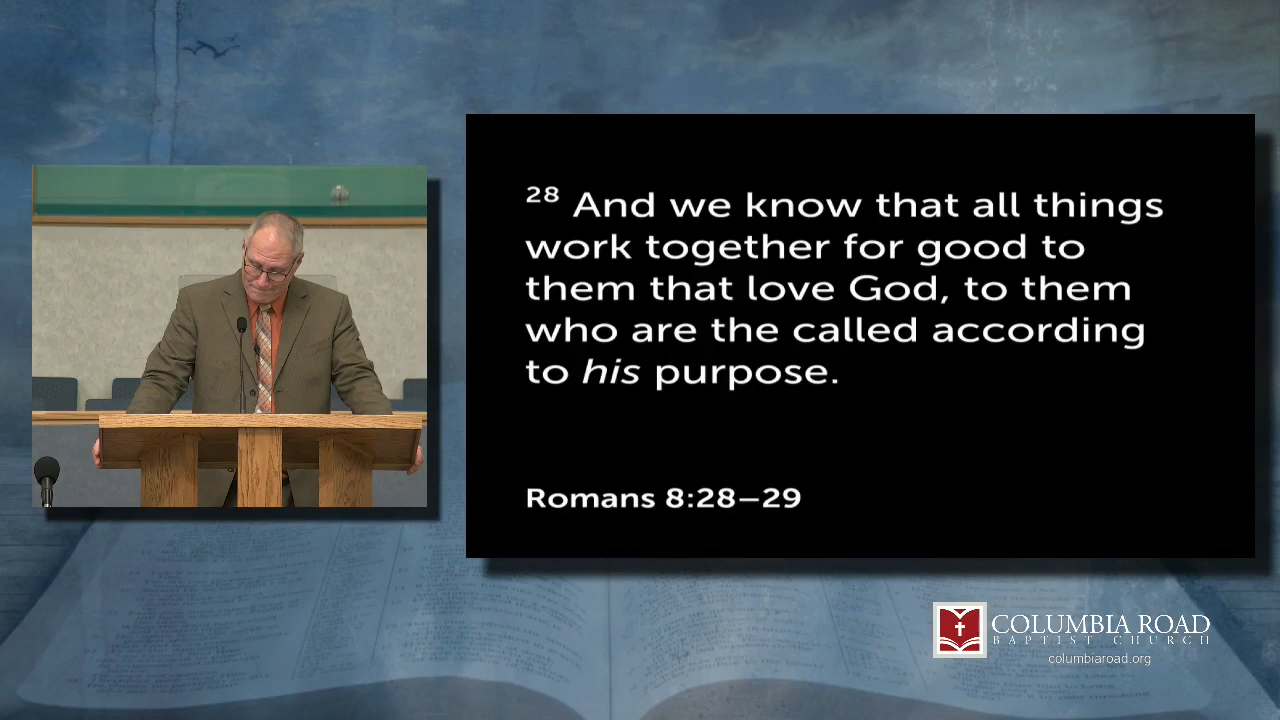 28 And we know that all things
work together for good to
them that love God, to them
who are the called according
to his purpose.
Romans 8:28–29
COLUMBIA ROAD
BAPTIST CHURCH
columbiaroad.org